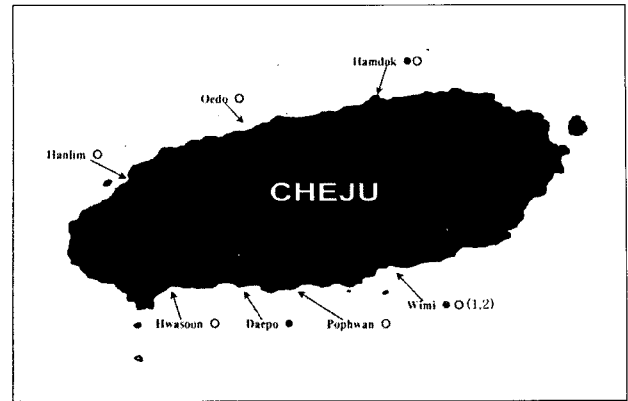 Hamdok ●○
Oedo ○
Hanlim ○
CHEJU
Wimi ●○(1,2)
Hwasoon ○
Daepo ●
Pophwan ○